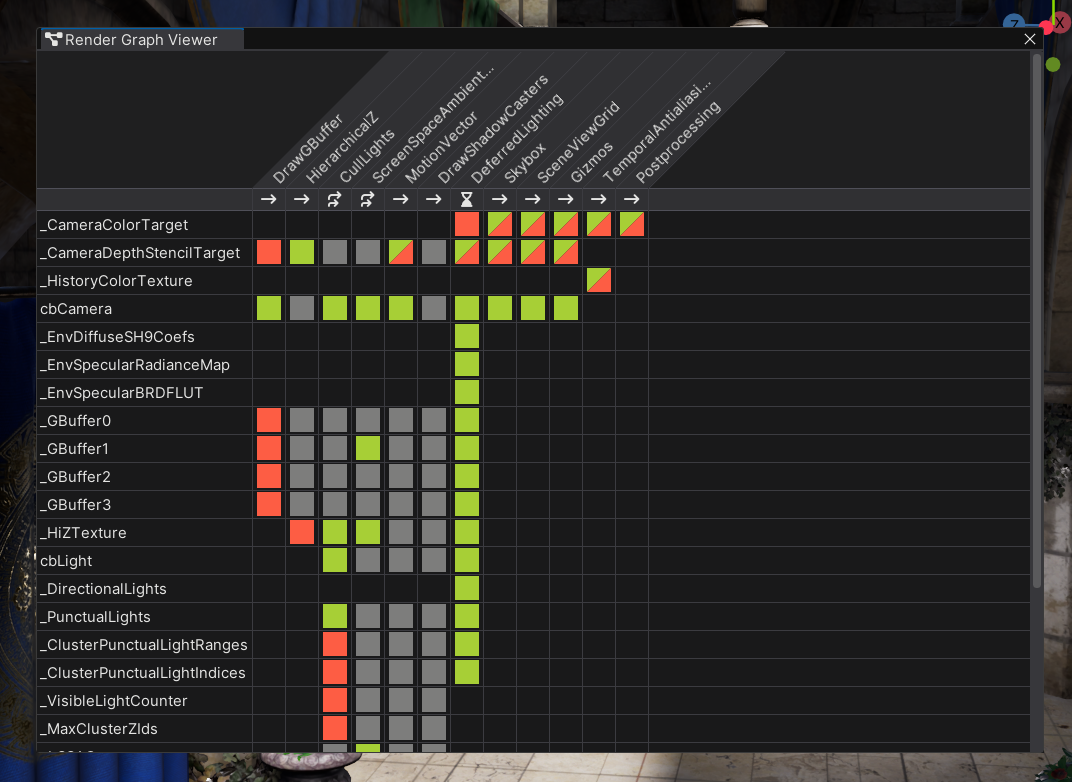 Z
X
Render Graph Viewer
DrawGBuffer
HierarchicalZ
CullLights
ScreenSpaceAmbient...
MotionVector
DrawShadowCasters
DeferredLighting
Skybox
SceneViewGrid
Gizmos
TemporalAntialiasi...
Postprocessing
_CameraColorTarget
_CameraDepthStencilTarget
_HistoryColorTexture
cbCamera
_EnvDiffuseSH9Coefs
_EnvSpecularRadianceMap
_EnvSpecularBRDFLUT
_GBuffer0
_GBuffer1
_GBuffer2
_GBuffer3
_HiZTexture
cbLight
_DirectionalLights
_PunctualLights
_ClusterPunctualLightRanges
_ClusterPunctualLightIndices
_VisibleLightCounter
_MaxClusterZIds